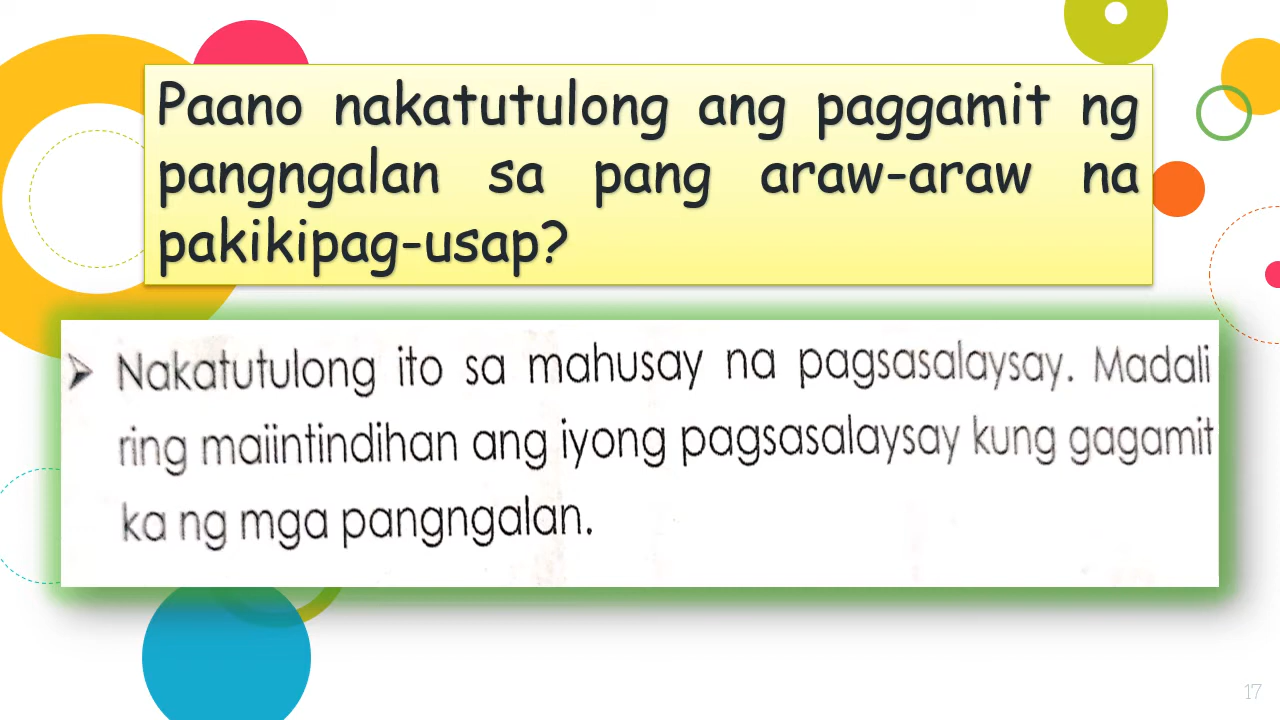 Paano nakatutulong ang paggamit ng
pangngalan sa pang araw-araw na
pakikipag-usap?
➢ Nakatutulong ito sa mahusay na pagsasalaysay. Madali
ring maiintindihan ang iyong pagsasalaysay kung gagamit
ka ng mga pangngalan.
17